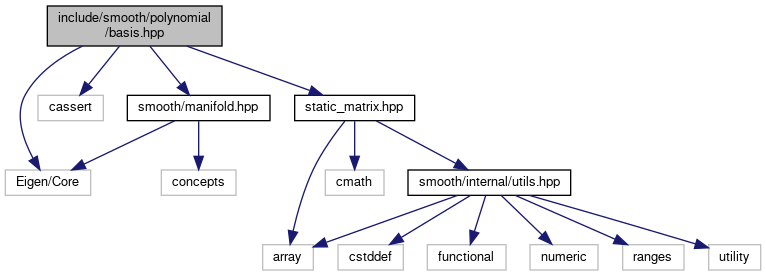 include/smooth/polynomial
/basis.hpp
cassert
smooth/manifold.hpp
static_matrix.hpp
Eigen/Core
concepts
cmath
smooth/internal/utils.hpp
array
cstddef
functional
numeric
ranges
utility